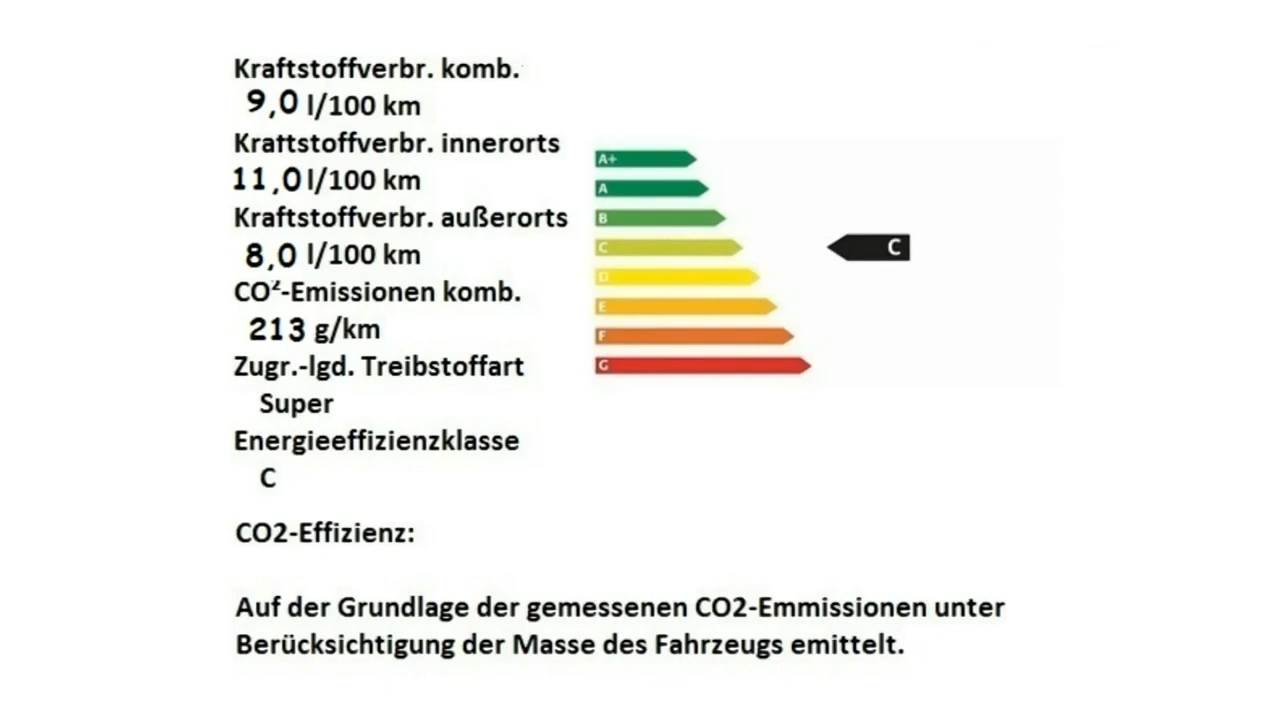 Kraftstoffverbr. komb.
9,0 l/100 km
Krattstoffverbr. innerorts
11,0 l/100 km
Kraftstoffverbr. außerorts
8,0 l/100 km
CO²-Emissionen komb.
213 g/km
Zugr.-lgd. Treibstoffart
Super
Energieeffizienzklasse
C
A+
A
B
C
D
E
F
G
C
CO2-Effizienz:
Auf der Grundlage der gemessenen CO2-Emmissionen unter
Berücksichtigung der Masse des Fahrzeugs emittelt.